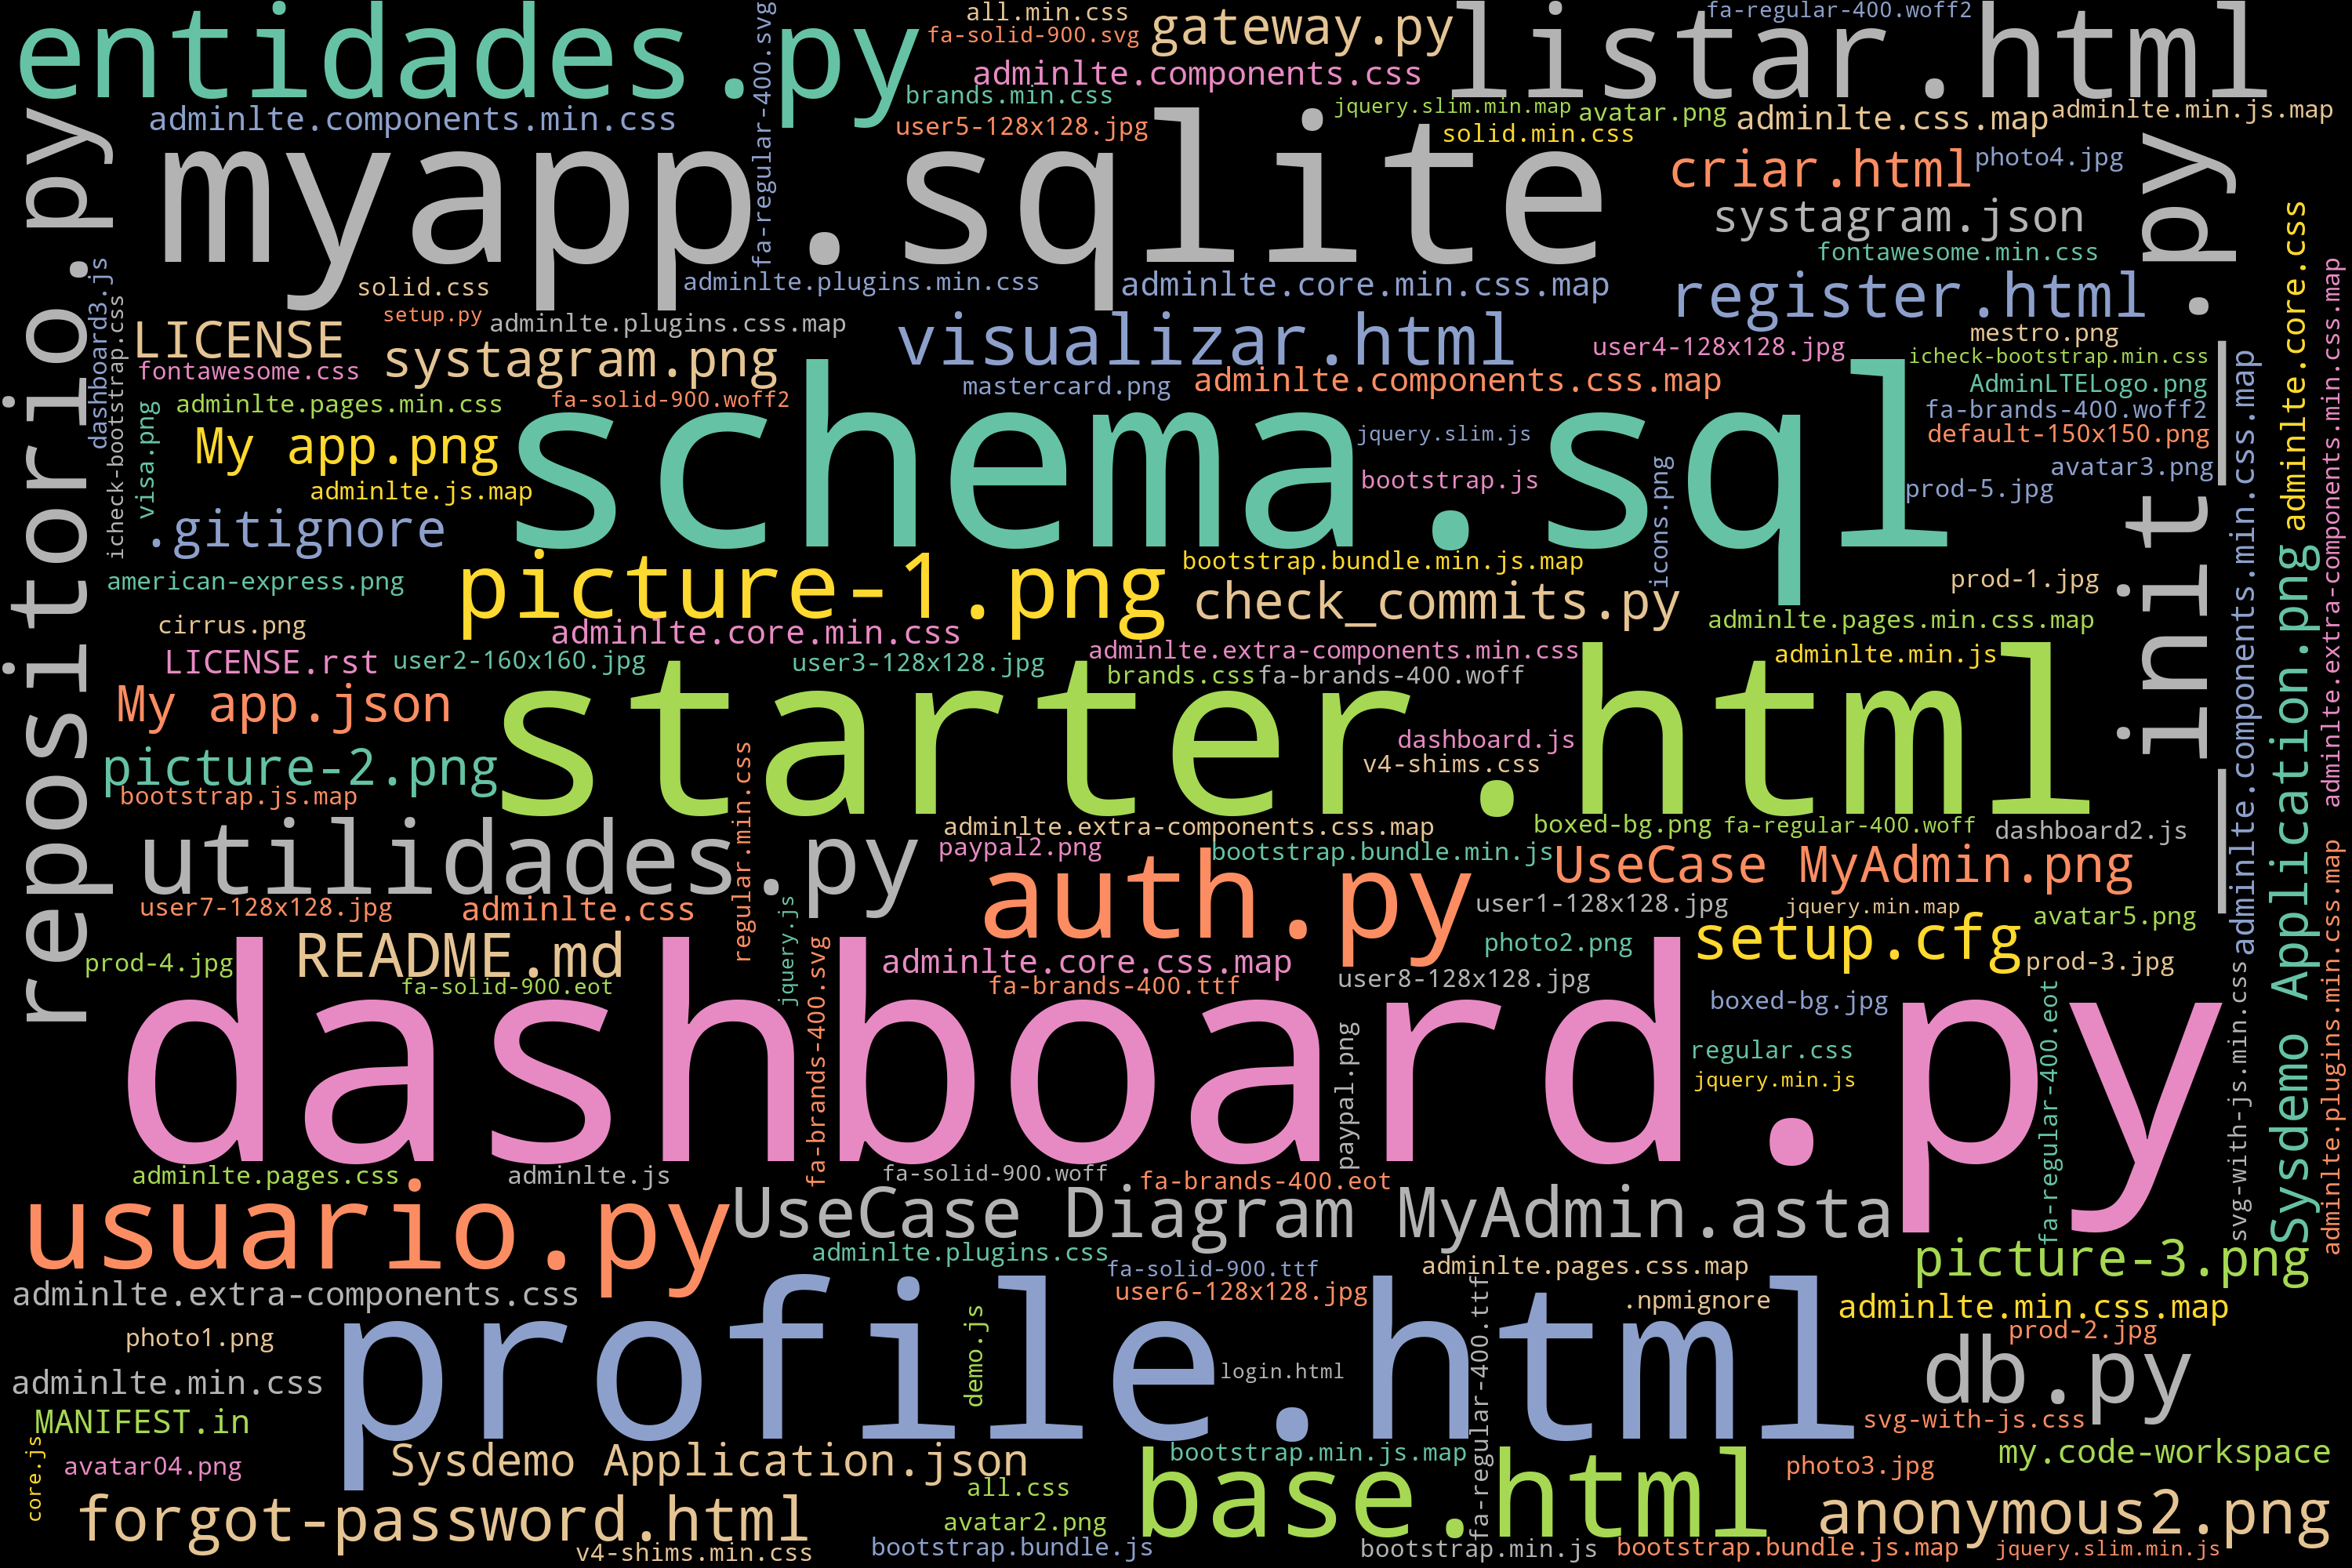 entidades.py
all.min.css
fa-solid-900.svg
gateway.py
listar.html
fa-regular-400.woff2
adminlte.components.css
fa-regular-400.svg
brands.min.css
adminlte.components.min.css
user5-128x128.jpg
jquery.slim.min.map
avatar.png
adminlte.css.map
adminlte.min.js.map
solid.min.css
myapp.sqlite
criar.html
photo4.jpg
systagram.json
fontawesome.min.css
repositorio.py
__init__.py
dashboard3.js
icheck-bootstrap.css
solid.css
setup.py
adminlte.plugins.min.css
adminlte.core.min.css.map
register.html
adminlte.core.css
adminlte.plugins.css.map
LICENSE
systagram.png
visualizar.html
mestro.png
user4-128x128.jpg
icheck-bootstrap.min.css
fontawesome.css
mastercard.png
adminlte.components.css.map
AdminLTELogo.png
adminlte.pages.min.css
fa-solid-900.woff2
fa-brands-400.woff2
visa.png
My app.png
schema.sql
jquery.slim.js
default-150x150.png
avatar3.png
bootstrap.js
icons.png
prod-5.jpg
adminlte.js.map
.gitignore
adminlte.components.min.css.map
adminlte.extra-components.min.css.map
american-express.png
picture-1.png
bootstrap.bundle.min.js.map
check_commits.py
prod-1.jpg
adminlte.pages.min.css.map
cirrus.png
adminlte.core.min.css
LICENSE.rst
user2-160x160.jpg
user3-128x128.jpg
adminlte.extra-components.min.css
adminlte.min.js
brands.css
fa-brands-400.woff
My app.json
starter.html
dashboard.js
v4-shims.css
picture-2.png
bootstrap.js.map
regular.min.css
Sysdemo Application.png
utilidades.py
adminlte.extra-components.css.map
boxed-bg.png
fa-regular-400.woff
dashboard2.js
paypal2.png
bootstrap.bundle.min.js
UseCase MyAdmin.png
auth.py
user7-128x128.jpg
adminlte.css
jquery.js
user1-128x128.jpg
jquery.min.map
avatar5.png
README.md
setup.cfg
photo2.png
prod-4.jpg
adminlte.core.css.map
prod-3.jpg
fa-solid-900.eot
fa-brands-400.svg
fa-brands-400.ttf
user8-128x128.jpg
boxed-bg.jpg
dashboard.py
paypal.png
regular.css
jquery.min.js
fa-regular-400.eot
svg-with-js.min.css
adminlte.plugins.min.css.map
adminlte.pages.css
adminlte.js
fa-solid-900.woff
fa-brands-400.eot
usuario.py
UseCase Diagram MyAdmin.asta
adminlte.plugins.css
fa-solid-900.ttf
adminlte.pages.css.map
picture-3.png
adminlte.extra-components.css
user6-128x128.jpg
.npmignore
adminlte.min.css.map
photo1.png
profile.html
demo.js
login.html
fa-regular-400.ttf
prod-2.jpg
adminlte.min.css
db.py
MANIFEST.in
svg-with-js.css
core.js
avatar04.png
Sysdemo Application.json
bootstrap.min.js.map
photo3.jpg
my.code-workspace
all.css
base.html
forgot-password.html
avatar2.png
anonymous2.png
v4-shims.min.css
bootstrap.bundle.js
bootstrap.min.js
bootstrap.bundle.js.map
jquery.slim.min.js